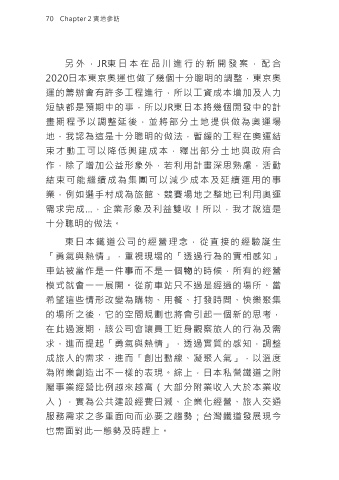 70 Chapter 2 實地參訪
另外，JR東日本在品川進行的新開發案，配合
2020日本東京奧運也做了幾個十分聰明的調整，東京奧
運的籌辦會有許多工程進行，所以工資成本增加及人力
短缺都是預期中的事，所以JR東日本將幾個開發中的計
畫期程予以調整延後，並將部分土地提供做為奧運場
地，我認為這是十分聰明的做法，暫緩的工程在奧運結
束才動工可以降低興建成本，釋出部分土地與政府合
作，除了增加公益形象外，若利用計畫深思熟慮，活動
結束可能繼續成為集團可以減少成本及延續運用的事
業，例如選手村成為旅館、競賽場地之整地已利用奧運
需求完成…，企業形象及利益雙收！所以，我才說這是
十分聰明的做法。
東日本鐵道公司的經營理念，從直接的經驗誕生
「勇氣與熱情」，重視現場的「透過行為的實相感知」
車站被當作是一件事而不是一個物的時候，所有的經營
模式就會一一展開。從前車站只不過是經過的場所，當
希望這些情形改變為購物、用餐、打發時間、快樂聚集
的場所之後，它的空間規劃也將會引起一個新的思考，
在此過渡期，該公司會讓員工近身觀察旅人的行為及需
求，進而提起「勇氣與熱情」，透過實質的感知，調整
成旅人的需求，進而「創出動線、凝聚人氣」，以溫度
為附業創造出不一樣的表現。綜上，日本私營鐵道之附
屬事業經營比例越來越高（大部分附業收入大於本業收
入），實為公共建設經費日減、企業化經營、旅人交通
服務需求之多重面向而必要之趨勢；台灣鐵道發展現今
也需面對此一態勢及時趕上。